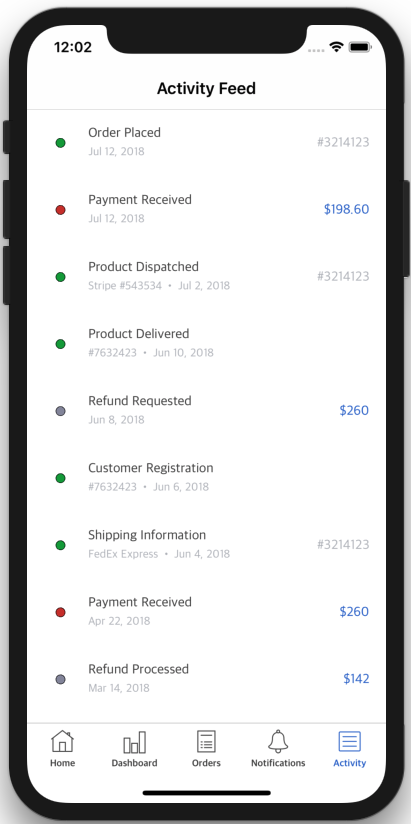 12:02
Activity Feed
Order Placed
Jul 12, 2018
#3214123
Payment Received
Jul 12, 2018
$198.60
Product Dispatched
Stripe #543534 • Jul 2, 2018
#3214123
Product Delivered
#7632423 • Jun 10, 2018
Refund Requested
Jun 8, 2018
$260
Customer Registration
#7632423 • Jun 6, 2018
Shipping Information
FedEx Express • Jun 4, 2018
#3214123
Payment Received
Apr 22, 2018
$260
Refund Processed
Mar 14, 2018
$142
Home Dashboard Orders Notifications Activity